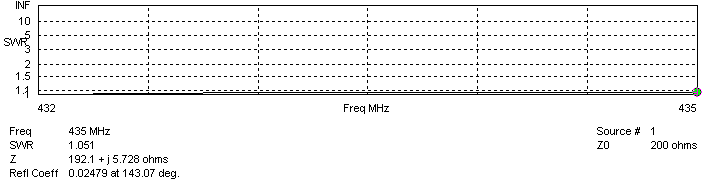 INF
10
5
SWR
3
2
1.5
1.1
1
432 Freq MHz 435
Freq 435 MHz Source # 1
SWR 1.051 Z0 200 ohms
Z 192.1 + j 5.728 ohms
Refl Coeff 0.02479 at 143.07 deg.